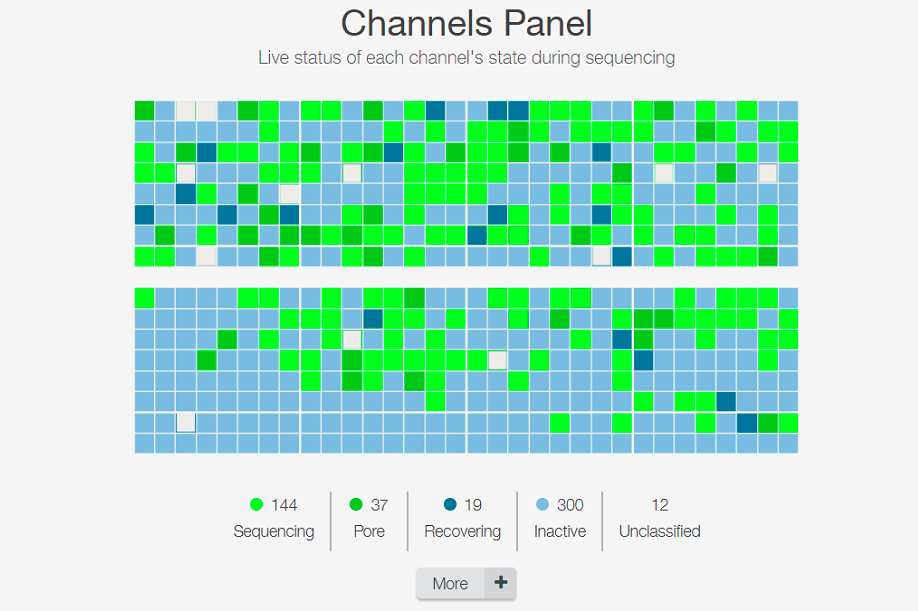 Channels Panel
Live status of each channel's state during sequencing
144
Sequencing
37
Pore
19
Recovering
300
Inactive
12
Unclassified
More +